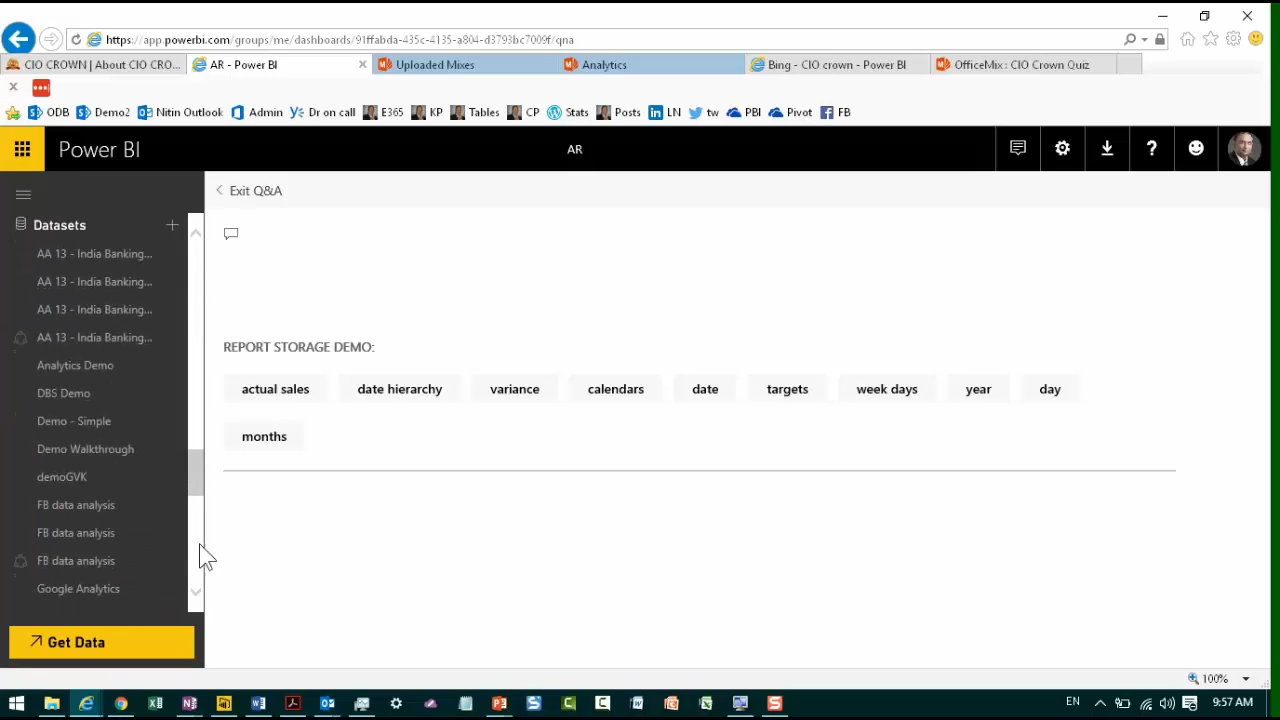 https://app.powerbi.com/groups/me/dashboards/91ffabda-435c-4135-a804-d3793bc7009f/qna
CIO CROWN | About CIO CRO... AR - Power BI Uploaded Mixes Analytics Bing - CIO crown - Power BI OfficeMix : CIO Crown Quiz
ODB Demo2 Nitin Outlook Admin Dr on call E365 KP Tables CP Stats Posts LN tw PBI Pivot FB
Power BI AR
Exit Q&A
Datasets
AA 13 - India Banking...
AA 13 - India Banking...
AA 13 - India Banking...
AA 13 - India Banking...
Analytics Demo
DBS Demo
Demo - Simple
Demo Walkthrough
demoGVK
FB data analysis
FB data analysis
FB data analysis
Google Analytics
Get Data
REPORT STORAGE DEMO:
actual sales date hierarchy variance calendars date targets week days year day
months
100%
EN 9:57 AM